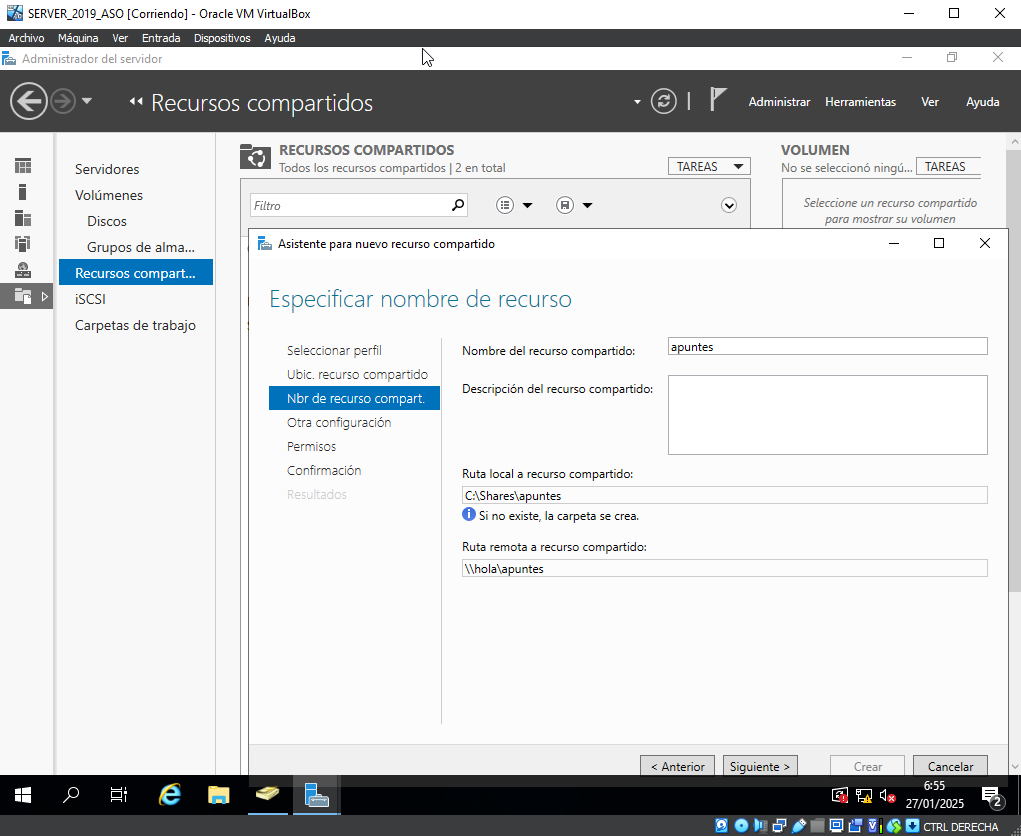 SERVER_2019_ASO [Corriendo] - Oracle VM VirtualBox
Archivo Máquina Ver Entrada Dispositivos Ayuda
Administrador del servidor
Recursos compartidos
Administrar Herramientas Ver Ayuda
Servidores
Volúmenes
Discos
Grupos de alma...
Recursos compart...
iSCSI
Carpetas de trabajo
RECURSOS COMPARTIDOS
Todos los recursos compartidos | 2 en total
TAREAS
Filtro
VOLUMEN
No se seleccionó ningú...
TAREAS
Seleccione un recurso compartido
para mostrar su volumen
Asistente para nuevo recurso compartido
Especificar nombre de recurso
Seleccionar perfil
Ubic. recurso compartido
Nbr de recurso compart.
Otra configuración
Permisos
Confirmación
Resultados
Nombre del recurso compartido:
apuntes
Descripción del recurso compartido:
Ruta local a recurso compartido:
C:\Shares\apuntes
Si no existe, la carpeta se crea.
Ruta remota a recurso compartido:
\\hola\apuntes
< Anterior
Siguiente >
Crear
Cancelar
6:55
27/01/2025
2
CTRL DERECHA